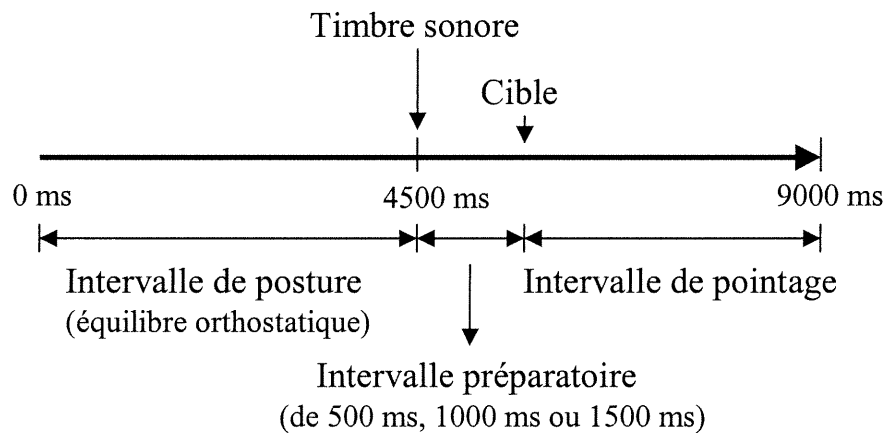 Timbre sonore
Cible
0 ms
4500 ms
9000 ms
Intervalle de posture
(équilibre orthostatique)
Intervalle de pointage
Intervalle préparatoire
(de 500 ms, 1000 ms ou 1500 ms)